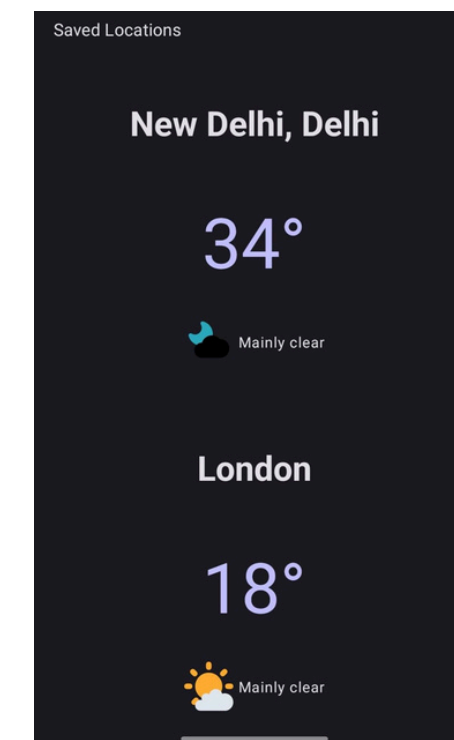 Saved Locations
New Delhi, Delhi
34°
Mainly clear
London
18°
Mainly clear